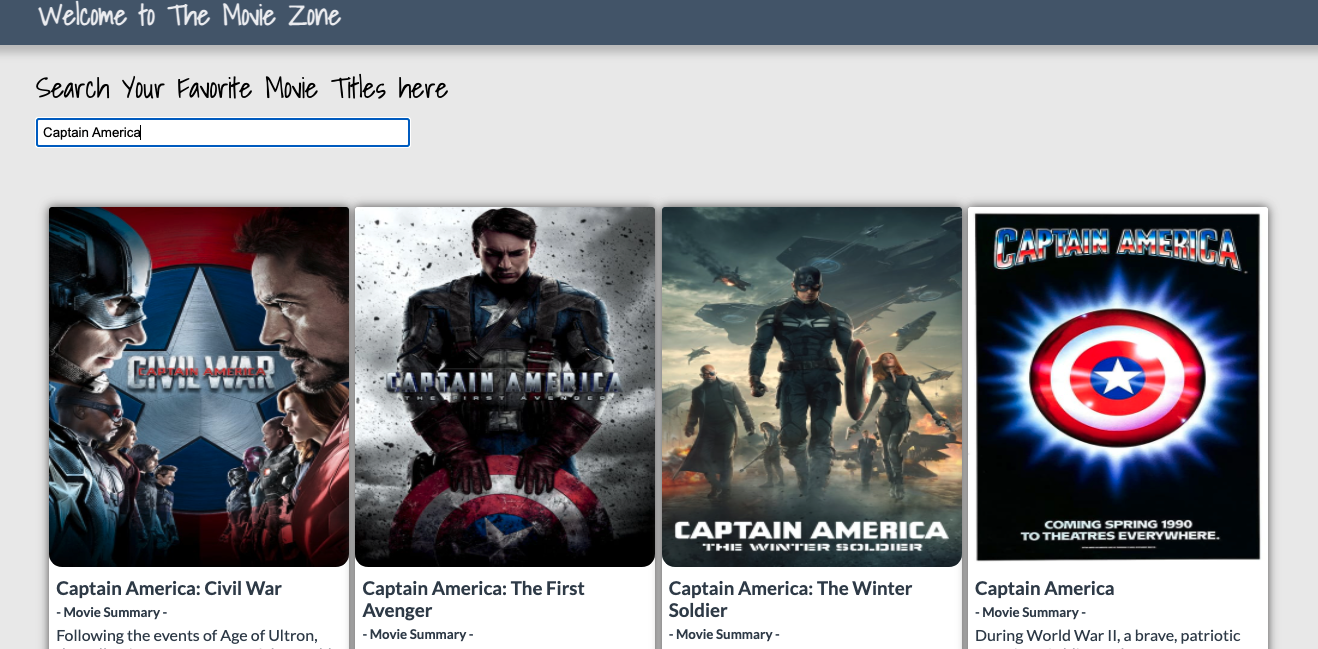 Welcome to The Movie Zone
Search Your Favorite Movie Titles here
Captain America
CIVIL WAR
CAPTAIN AMERICA
CAPTAIN AMERICA
THE FIRST AVENGER
CAPTAIN AMERICA
THE WINTER SOLDIER
CAPTAIN AMERICA
COMING SPRING 1990
TO THEATRES EVERYWHERE.
Captain America: Civil War
- Movie Summary -
Following the events of Age of Ultron,
Captain America: The First
Avenger
- Movie Summary -
Captain America: The Winter
Soldier
- Movie Summary -
Captain America
- Movie Summary -
During World War II, a brave, patriotic